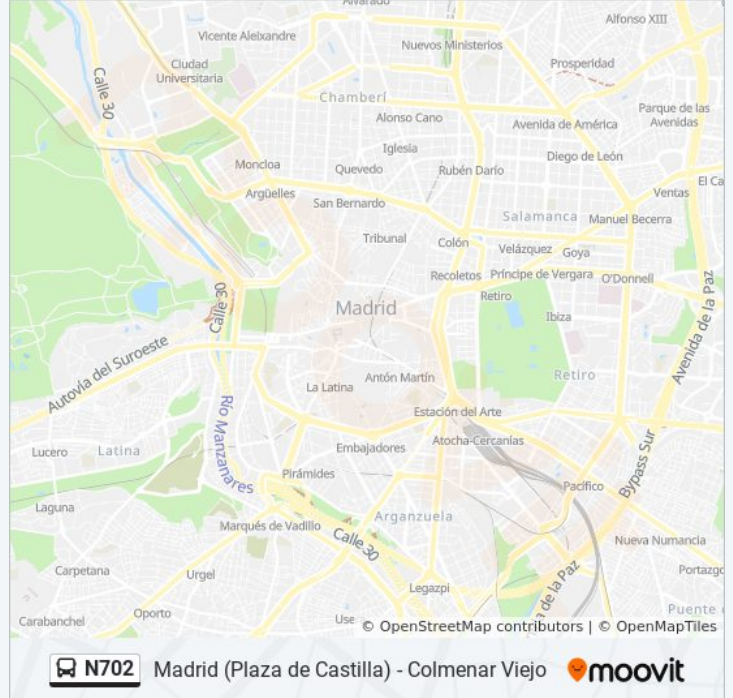 Alvarado
Alfonso XIII
Vicente Aleixandre
Nuevos Ministerios
Ciudad
Universitaria
Prosperidad
Calle 30
Chamberí
Parque de las
Avenidas
Alonso Cano
Avenida de América
Iglesia
Diego de León
Moncloa
Quevedo
Rubén Darío
El Ca
Argüelles
Ventas
San Bernardo
Salamanca
Manuel Becerra
Tribunal
Colón
Velázquez
Goya
Recoletos
Príncipe de Vergara
O'Donnell
Calle 30
Retiro
Madrid
Ibiza
Avenida de la Paz
Autovía del Suroeste
Retiro
La Latina
Antón Martín
Estación del Arte
Río Manzanares
Lucero
Latina
Embajadores
Atocha-Cercanías
Bypass Sur
Pirámides
Pacífico
Laguna
Marqués de Vadillo
Arganzuela
Calle 30
Nueva Numancia
Carpetana
Urgel
Portazgo
Legazpi
a de la Paz
Oporto
Carabanchel
Use
Puente
© OpenStreetMap contributors | © OpenMapTiles
N702 Madrid (Plaza de Castilla) - Colmenar Viejo moovit